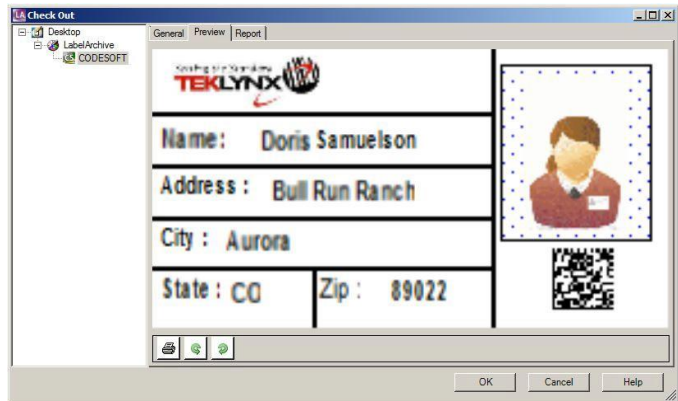 LA Check Out
Desktop
LabelArchive
CODESOFT
General Preview Report
TEKLYNX
Name: Doris Samuelson
Address: Bull Run Ranch
City: Aurora
State: CO Zip: 89022
OK Cancel Help